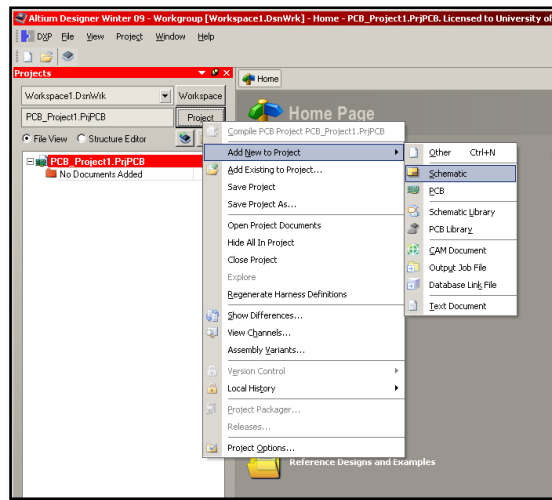 Altium Designer Winter 09 - Workgroup [Workspace1.DsnWrk] - Home - PCB_Project1.PrjPCB. Licensed to University of
DXP File View Project Window Help
Projects
Home
Workspace1.DsnWrk Workspace
PCB_Project1.PrjPCB Project
Home Page
File View Structure Editor
Compile PCB Project PCB_Project1.PrjPCB
PCB_Project1.PrjPCB
No Documents Added
Add New to Project
Add Existing to Project...
Save Project
Save Project As...
Open Project Documents
Hide All In Project
Close Project
Explore
Regenerate Harness Definitions
Show Differences...
View Channels...
Assembly Variants...
Version Control
Local History
Project Packager...
Releases...
Project Options...
Other Ctrl+N
Schematic
PCB
Schematic Library
PCB Library
CAM Document
Output Job File
Database Link File
Text Document
Reference Designs and Examples